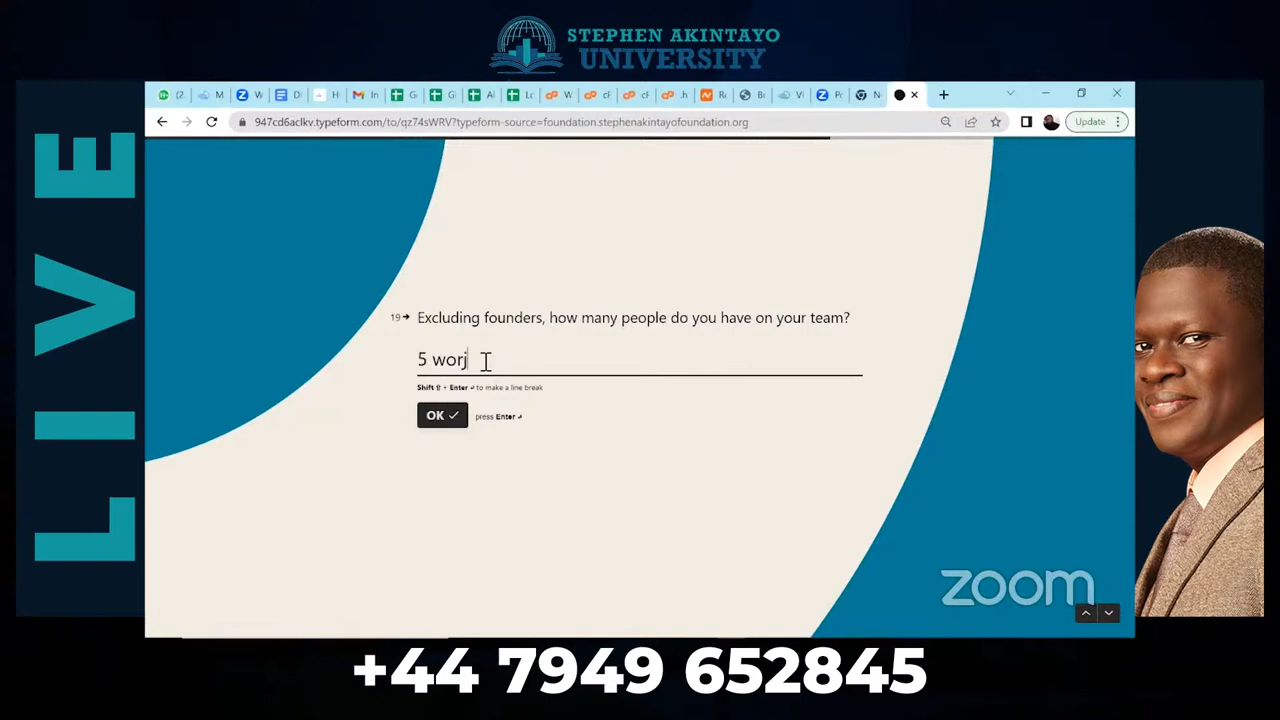 STEPHEN AKINTAYO
UNIVERSITY
LIVE
947cd6aclkv.typeform.com/to/qz74sWRV?typeform-source=foundation.stephenakintayofoundation.org
Update
19 Excluding founders, how many people do you have on your team?
5 worj
Shift ⇧ + Enter ↵ to make a line break
OK ✓ press Enter ↵
zoom
+44 7949 652845